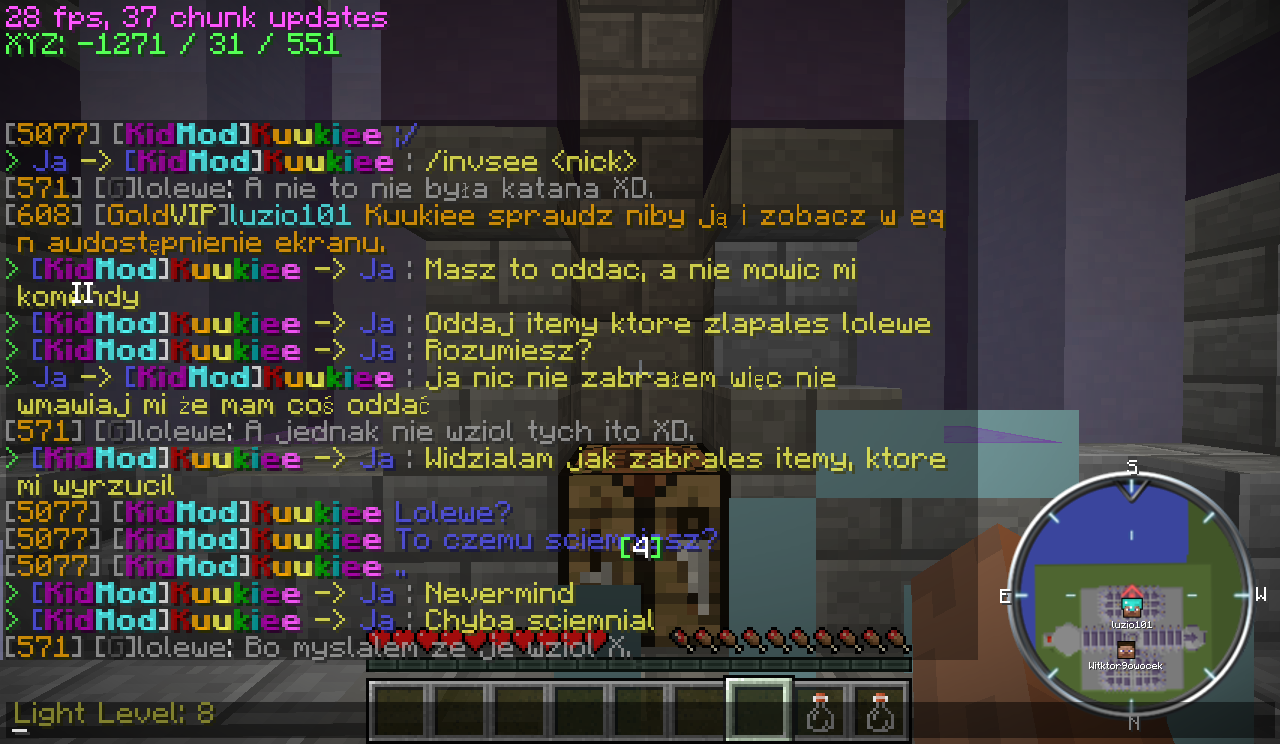 28 fps, 37 chunk updates
XYZ: -1271 / 31 / 551
[5077] [KidMod]Kuukiee ;/
> Ja -> [KidMod]Kuukiee : /invsee <nick>
[571] [G]lolewe: A nie to nie była katana XD.
[608] [GoldVIP]luzio101 Kuukiee sprawdz niby ją i zobacz w eq
n audostępnienie ekranu.
> [KidMod]Kuukiee -> Ja : Masz to oddac, a nie mowic mi
komendy
> [KidMod]Kuukiee -> Ja : Oddaj itemy ktore zlapales lolewe
> [KidMod]Kuukiee -> Ja : Rozumiesz?
> Ja -> [KidMod]Kuukiee : ja nic nie zabrałem więc nie
wmawiaj mi że mam coś oddać
[571] [G]lolewe: A jednak nie wziol tych ito XD.
> [KidMod]Kuukiee -> Ja : Widzialam jak zabrales itemy, ktore
mi wyrzucil
[5077] [KidMod]Kuukiee Lolewe?
[5077] [KidMod]Kuukiee To czemu sciemniasz?
[4]
[5077] [KidMod]Kuukiee ..
> [KidMod]Kuukiee -> Ja : Nevermind
> [KidMod]Kuukiee -> Ja : Chyba sciemnial
[571] [G]lolewe: Bo myslalem ze je wziol X.
Light Level: 8
S
E
W
N
luzio101
Witktor9owocek